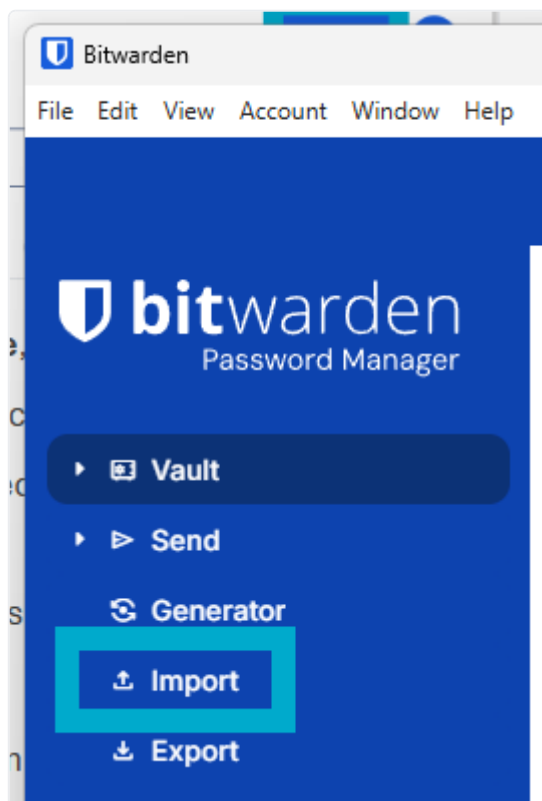 Bitwarden
File Edit View Account Window Help
bitwarden
Password Manager
Vault
Send
Generator
Import
Export